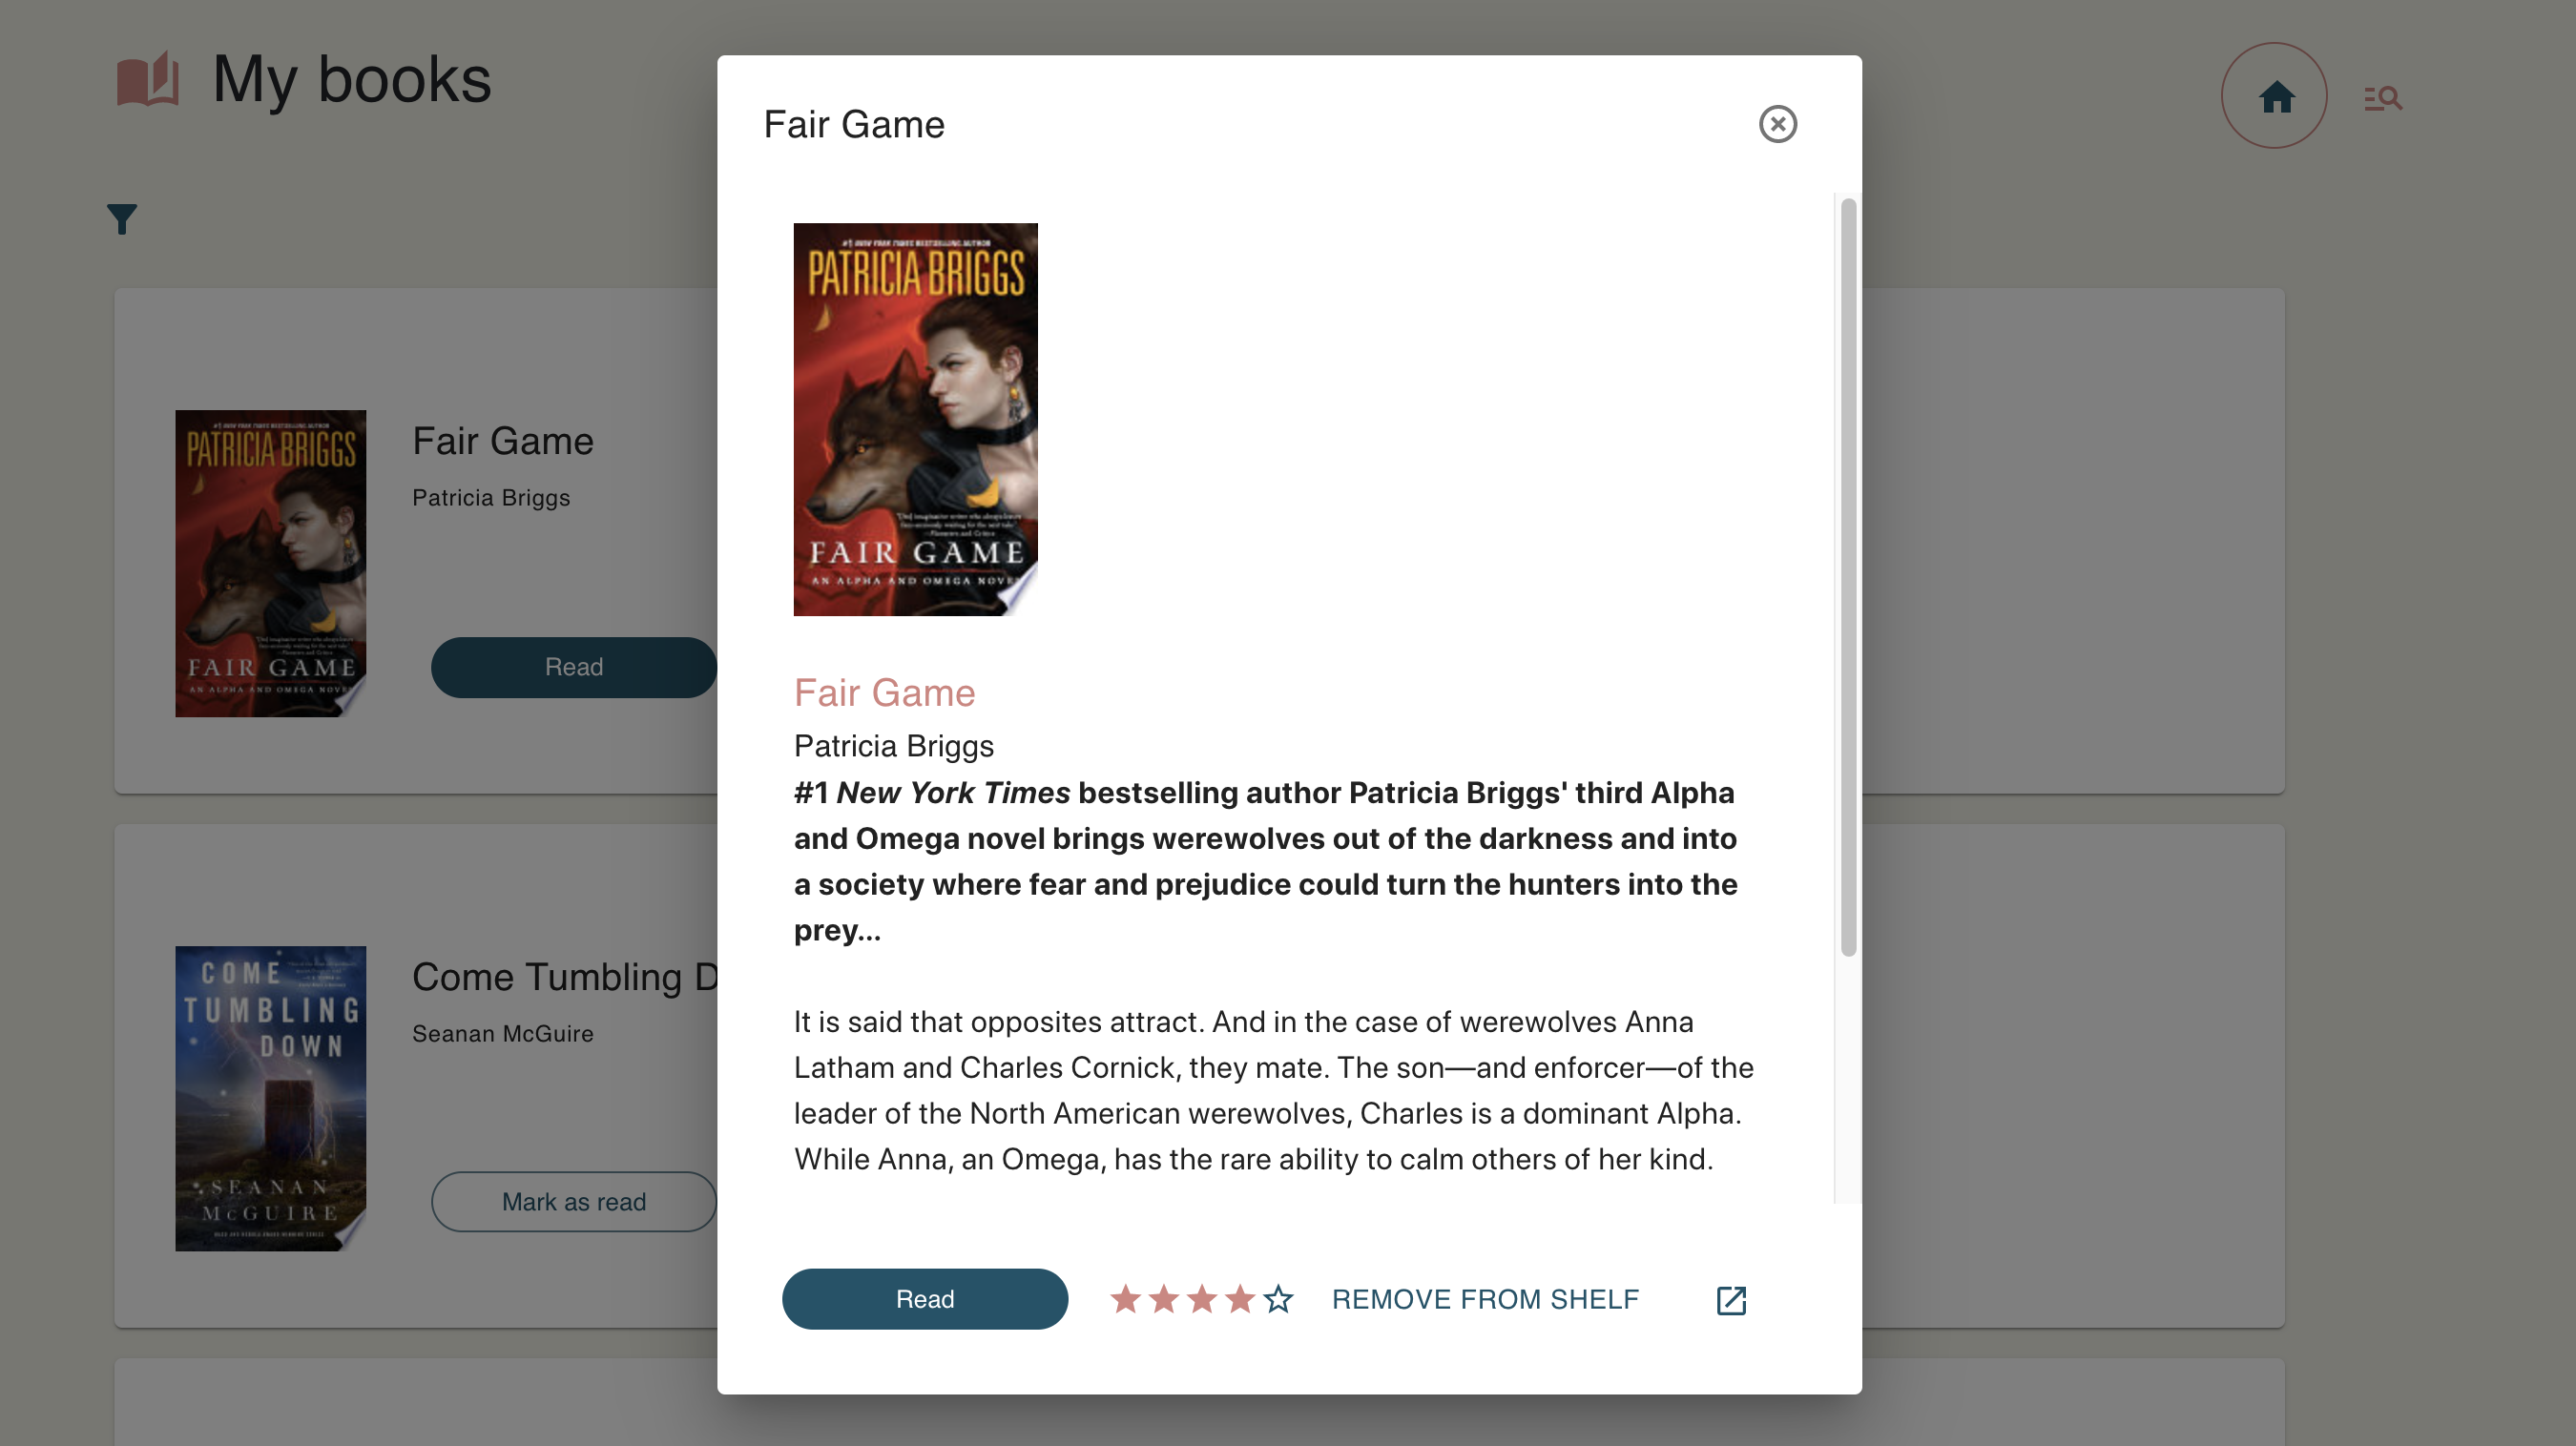 My books
Fair Game
#1 NEW YORK TIMES BESTSELLING AUTHOR
PATRICIA BRIGGS
FAIR GAME
AN ALPHA AND OMEGA NOVEL
Fair Game
Patricia Briggs
#1 New York Times bestselling author Patricia Briggs' third Alpha
and Omega novel brings werewolves out of the darkness and into
a society where fear and prejudice could turn the hunters into the
prey...
It is said that opposites attract. And in the case of werewolves Anna
Latham and Charles Cornick, they mate. The son—and enforcer—of the
leader of the North American werewolves, Charles is a dominant Alpha.
While Anna, an Omega, has the rare ability to calm others of her kind.
Read
REMOVE FROM SHELF
#1 NEW YORK TIMES BESTSELLING AUTHOR
PATRICIA BRIGGS
FAIR GAME
AN ALPHA AND OMEGA NOVE
Fair Game
Patricia Briggs
Read
COME
TUMBLING
DOWN
SEANAN
McGUIRE
Come Tumbling D
Seanan McGuire
Mark as read